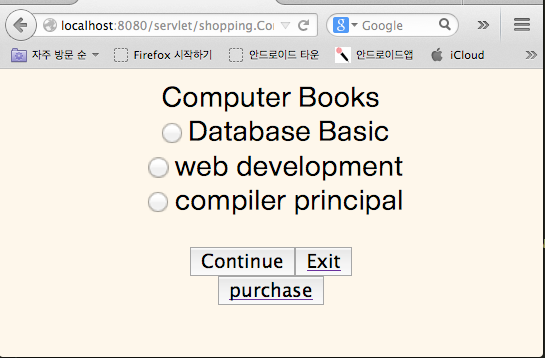 localhost:8080/servlet/shopping.Co
Google
자주 방문 순
Firefox 시작하기
안드로이드 타운
안드로이드앱
iCloud
Computer Books
Database Basic
web development
compiler principal
Continue
Exit
purchase